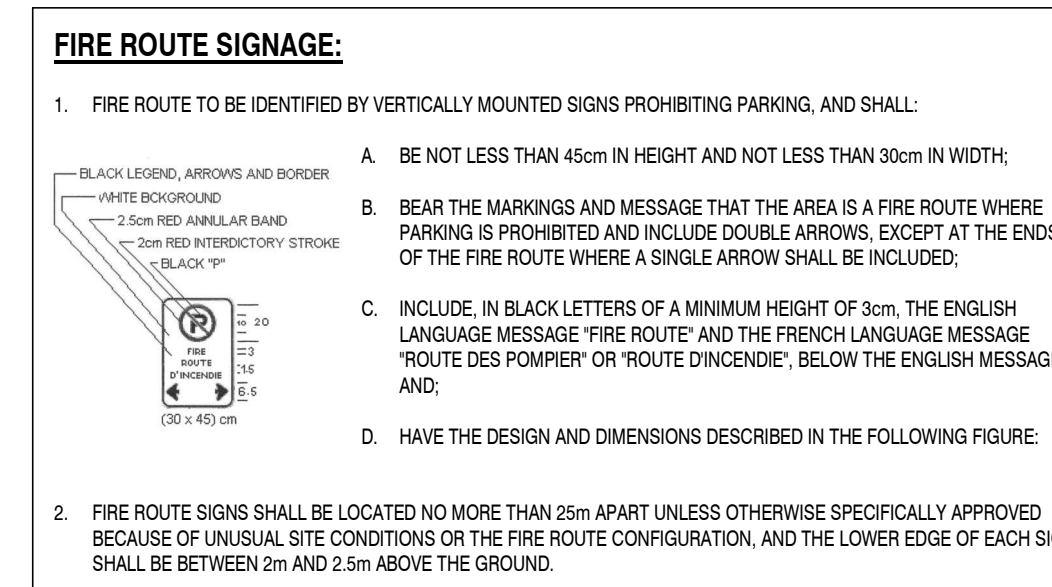 FIRE ROUTE SIGNAGE:
1. FIRE ROUTE TO BE IDENTIFIED BY VERTICALLY MOUNTED SIGNS PROHIBITING PARKING, AND SHALL:
A. BE NOT LESS THAN 45cm IN HEIGHT AND NOT LESS THAN 30cm IN WIDTH;
B. BEAR THE MARKINGS AND MESSAGE THAT THE AREA IS A FIRE ROUTE WHERE
PARKING IS PROHIBITED AND INCLUDE DOUBLE ARROWS, EXCEPT AT THE ENDS
OF THE FIRE ROUTE WHERE A SINGLE ARROW SHALL BE INCLUDED;
C. INCLUDE, IN BLACK LETTERS OF A MINIMUM HEIGHT OF 3cm, THE ENGLISH
LANGUAGE MESSAGE "FIRE ROUTE" AND THE FRENCH LANGUAGE MESSAGE
"ROUTE DES POMPIER" OR "ROUTE D'INCENDIE", BELOW THE ENGLISH MESSAGE
AND;
D. HAVE THE DESIGN AND DIMENSIONS DESCRIBED IN THE FOLLOWING FIGURE:
BLACK LEGEND, ARROWS AND BORDER
WHITE BCKGROUND
2.5cm RED ANNULAR BAND
2cm RED INTERDICTORY STROKE
BLACK "P"
P
10 20
FIRE
ROUTE
D'INCENDIE
3
1.5
6.5
(30 x 45) cm
2. FIRE ROUTE SIGNS SHALL BE LOCATED NO MORE THAN 25m APART UNLESS OTHERWISE SPECIFICALLY APPROVED
BECAUSE OF UNUSUAL SITE CONDITIONS OR THE FIRE ROUTE CONFIGURATION, AND THE LOWER EDGE OF EACH
SHALL BE BETWEEN 2m AND 2.5m ABOVE THE GROUND.